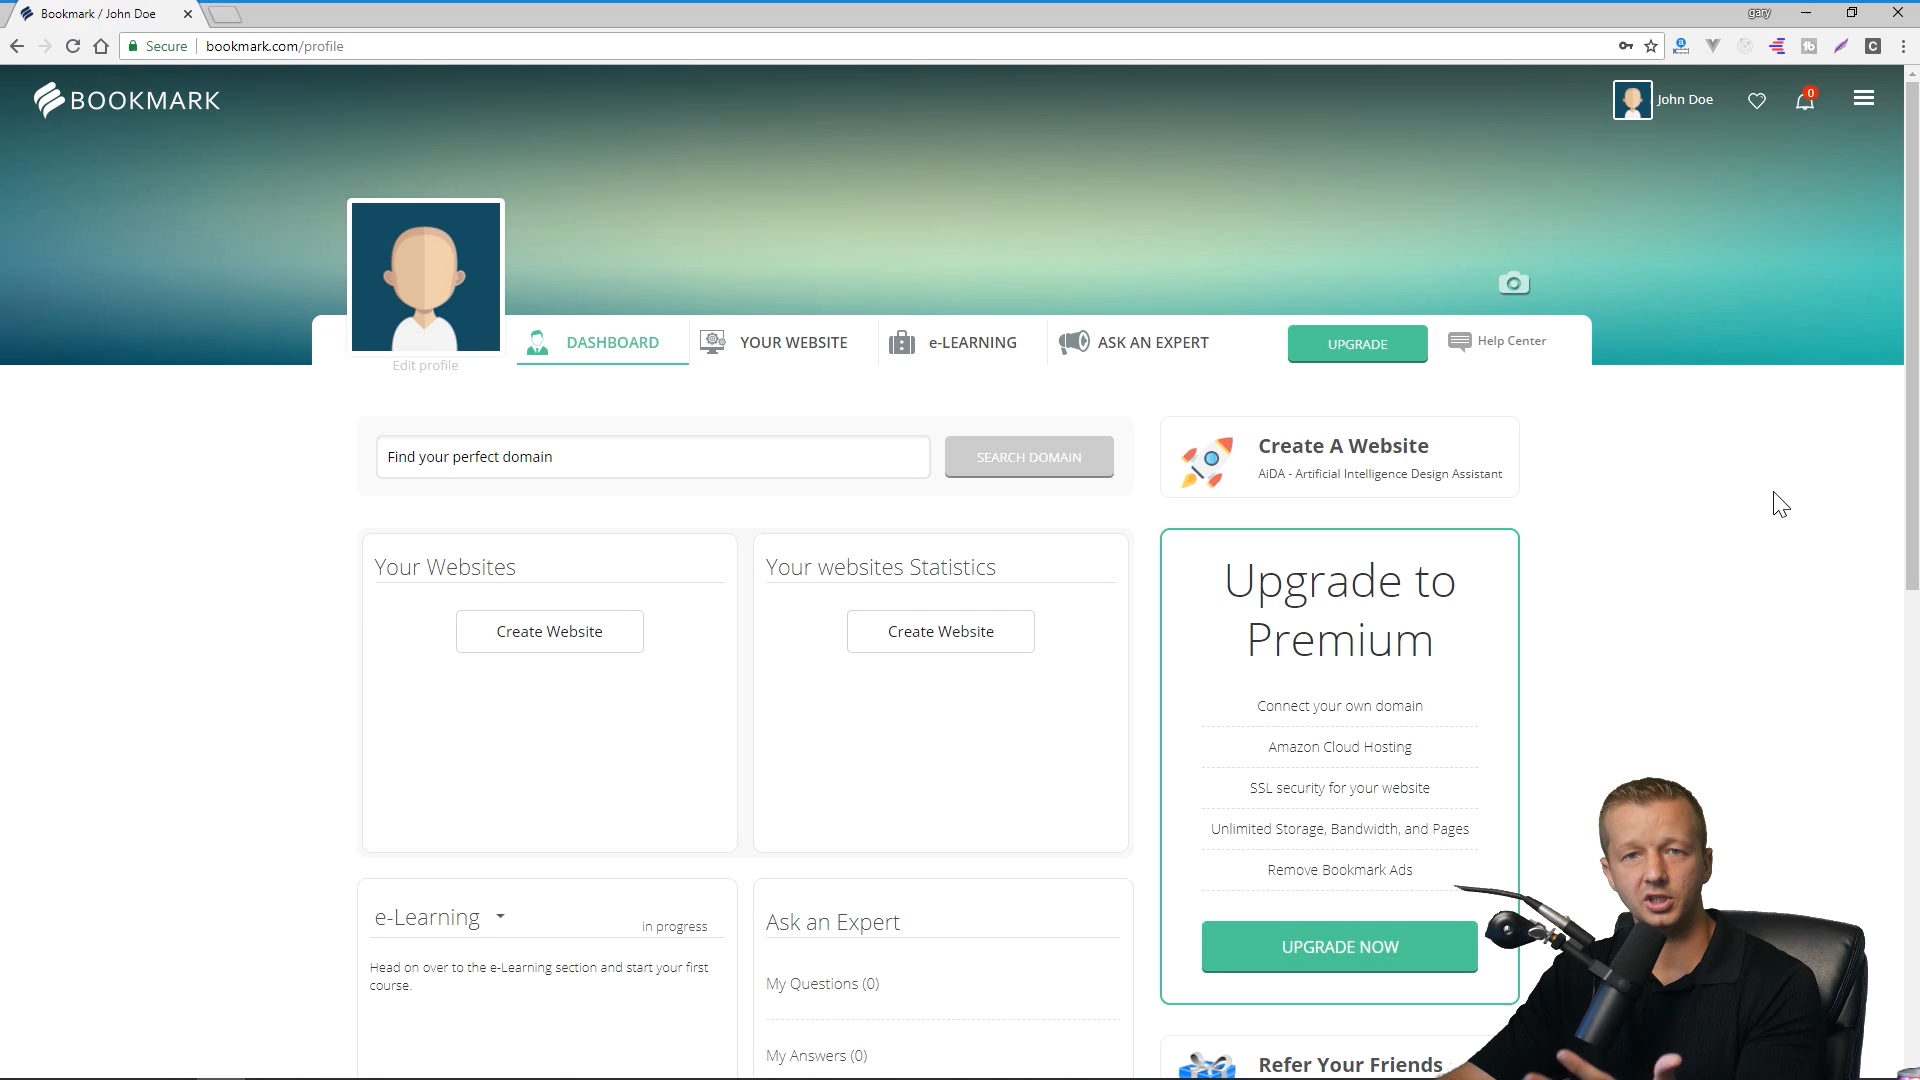 Bookmark / John Doe
gary
Secure
bookmark.com/profile
BOOKMARK
John Doe
0
DASHBOARD
YOUR WEBSITE
e-LEARNING
ASK AN EXPERT
UPGRADE
Help Center
Edit profile
Find your perfect domain
SEARCH DOMAIN
Create A Website
AiDA - Artificial Intelligence Design Assistant
Your Websites
Create Website
Your websites Statistics
Create Website
Upgrade to
Premium
Connect your own domain
Amazon Cloud Hosting
SSL security for your website
Unlimited Storage, Bandwidth, and Pages
Remove Bookmark Ads
UPGRADE NOW
e-Learning
in progress
Head on over to the e-Learning section and start your first
course.
Ask an Expert
My Questions (0)
My Answers (0)
Refer Your Friends